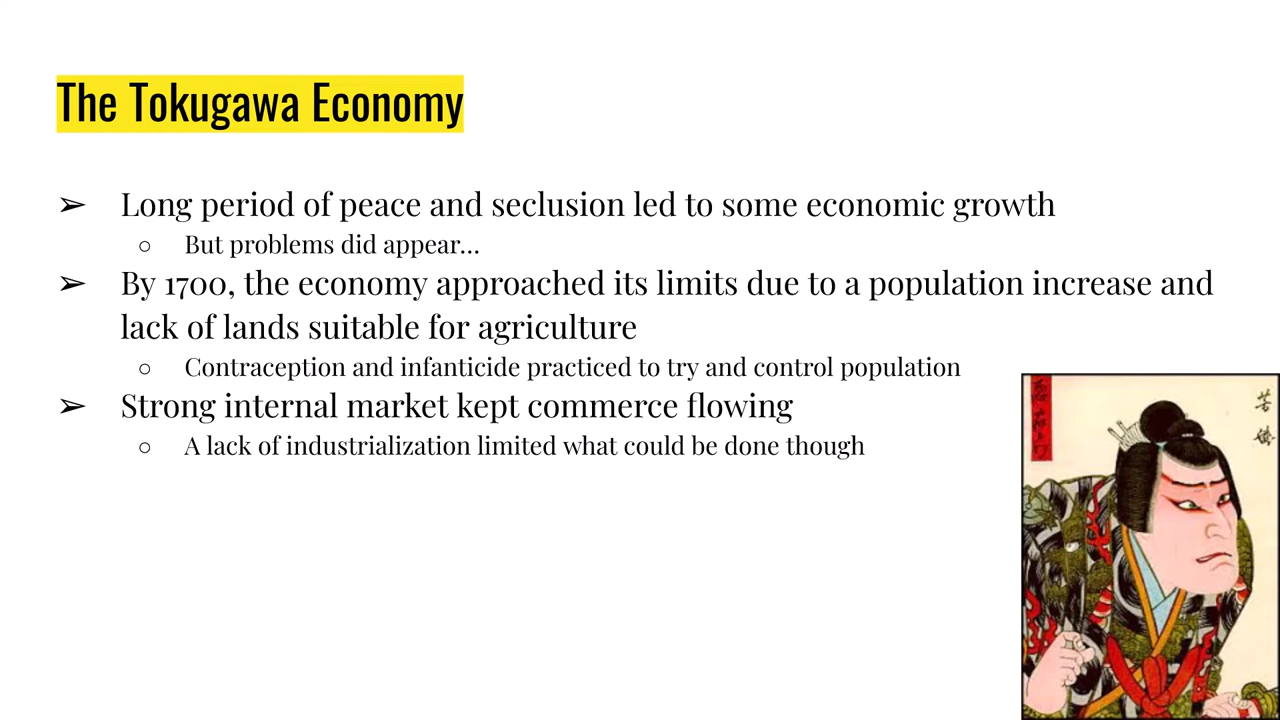 The Tokugawa Economy
➢ Long period of peace and seclusion led to some economic growth
○ But problems did appear...
➢ By 1700, the economy approached its limits due to a population increase and
lack of lands suitable for agriculture
○ Contraception and infanticide practiced to try and control population
➢ Strong internal market kept commerce flowing
○ A lack of industrialization limited what could be done though